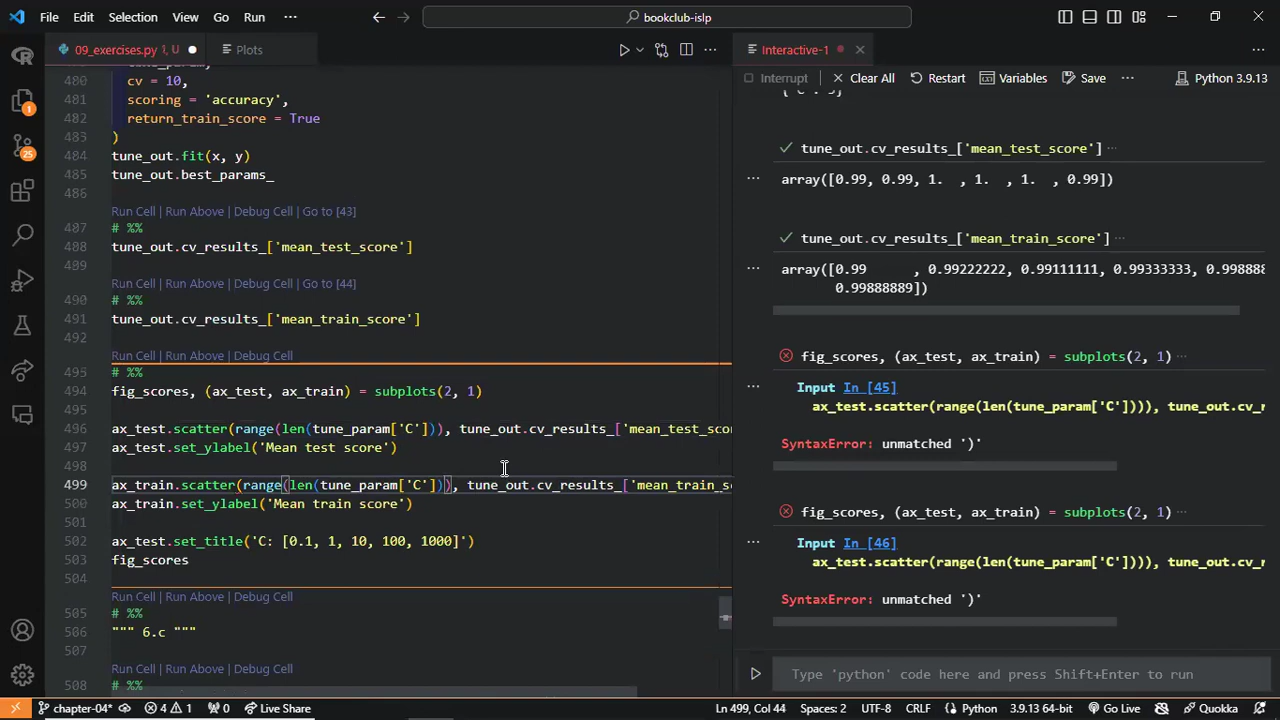 File Edit Selection View Go Run ··· bookclub-islp
09_exercises.py 1, U Plots
480 cv = 10,
481 scoring = 'accuracy',
482 return_train_score = True
483 )
484 tune_out.fit(x, y)
485 tune_out.best_params_
486
Run Cell | Run Above | Debug Cell | Go to [43]
487 # %%
488 tune_out.cv_results_['mean_test_score']
489
Run Cell | Run Above | Debug Cell | Go to [44]
490 # %%
491 tune_out.cv_results_['mean_train_score']
492
Run Cell | Run Above | Debug Cell
495 # %%
494 fig_scores, (ax_test, ax_train) = subplots(2, 1)
495
496 ax_test.scatter(range(len(tune_param['C'])), tune_out.cv_results_['mean_test_sco
497 ax_test.set_ylabel('Mean test score')
498
499 ax_train.scatter(range(len(tune_param['C'])), tune_out.cv_results_['mean_train_s
500 ax_train.set_ylabel('Mean train score')
501
502 ax_test.set_title('C: [0.1, 1, 10, 100, 1000]')
503 fig_scores
504
Run Cell | Run Above | Debug Cell
505 # %%
506 """ 6.c """
507
Run Cell | Run Above | Debug Cell
508 # %%
Interactive-1
Interrupt Clear All Restart Variables Save ··· Python 3.9.13
tune_out.cv_results_['mean_test_score'] ···
array([0.99, 0.99, 1. , 1. , 1. , 0.99])
tune_out.cv_results_['mean_train_score'] ···
array([0.99 , 0.99222222, 0.99111111, 0.99333333, 0.998888
0.99888889])
fig_scores, (ax_test, ax_train) = subplots(2, 1) ···
Input In [45]
ax_test.scatter(range(len(tune_param['C']))), tune_out.cv_r
SyntaxError: unmatched ')'
fig_scores, (ax_test, ax_train) = subplots(2, 1) ···
Input In [46]
ax_test.scatter(range(len(tune_param['C']))), tune_out.cv_r
SyntaxError: unmatched ')'
Type 'python' code here and press Shift+Enter to run
chapter-04* 4 1 0 Live Share Ln 499, Col 44 Spaces: 2 UTF-8 CRLF Python 3.9.13 64-bit Quokka